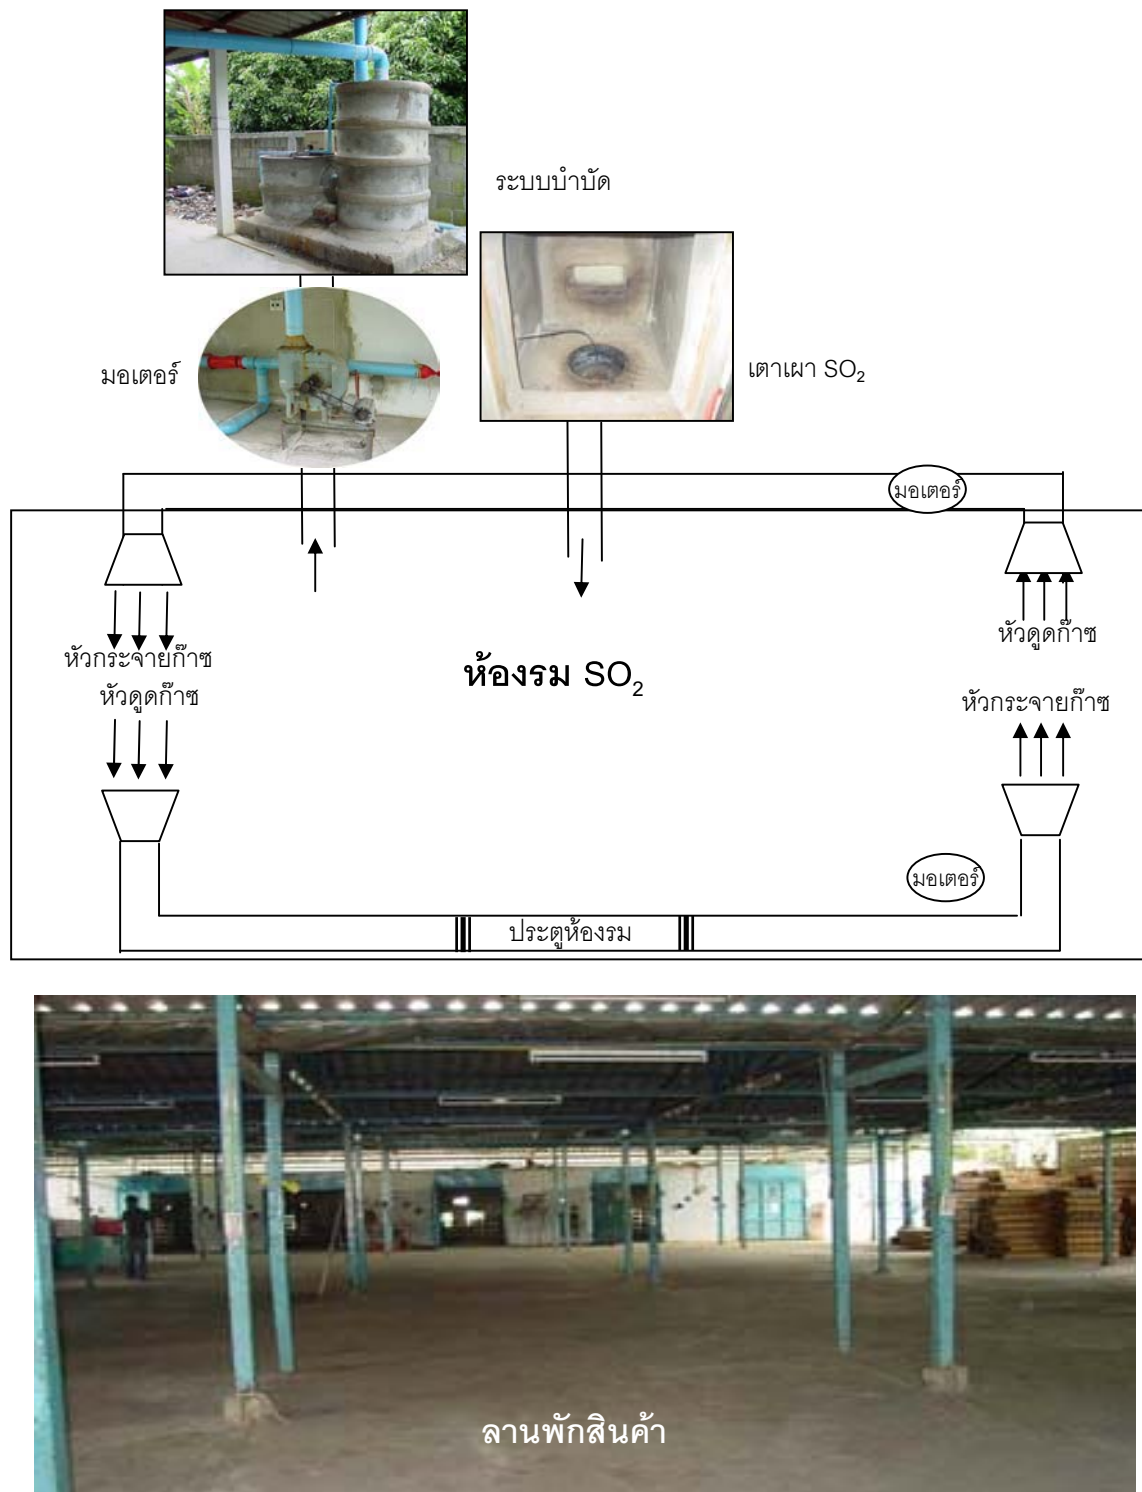 ระบบบำบัด
มอเตอร์
เตาเผา SO₂
มอเตอร์
หัวกระจายก๊าซ
หัวดูดก๊าซ
ห้องรม SO₂
หัวดูดก๊าซ
หัวกระจายก๊าซ
มอเตอร์
ประตูห้องรม
ลานพักสินค้า